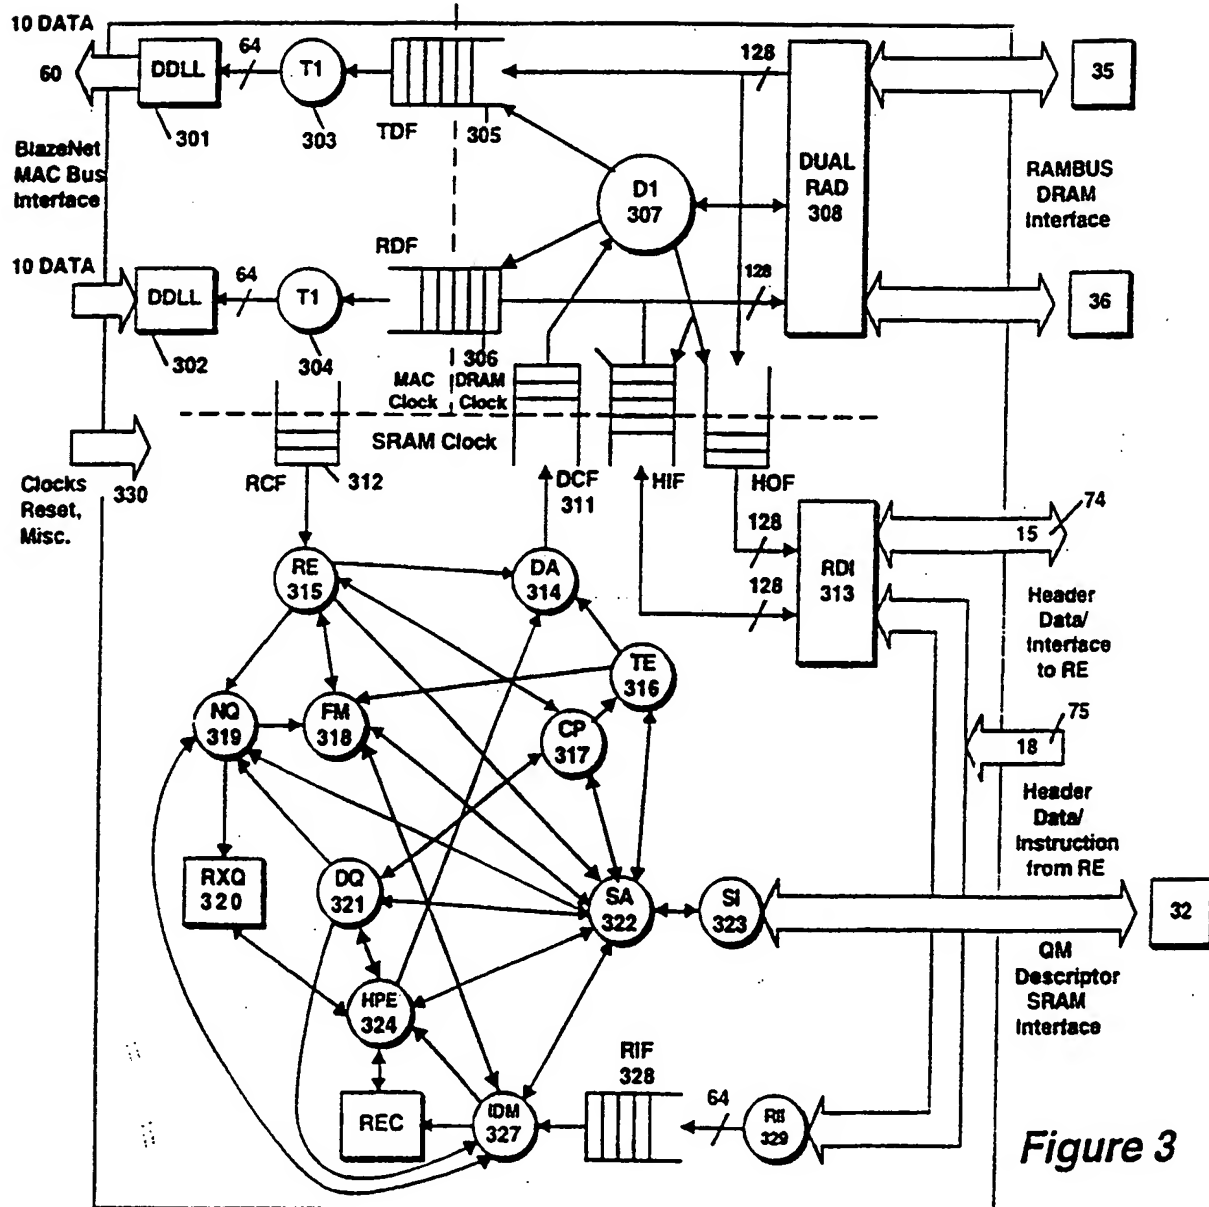 10 DATA
60
DDLL
301
64
T1
303
TDF
305
128
DUAL
RAD
308
35
BlazeNet
MAC Bus
Interface
D1
307
RAMBUS
DRAM
Interface
10 DATA
DDLL
302
64
T1
304
RDF
306
128
36
MAC
Clock
DRAM
Clock
SRAM Clock
Clocks
Reset,
Misc.
330
RCF
312
DCF
311
HIF
HOF
128
128
RDI
313
15
74
Header
Data/
Interface
to RE
RE
315
DA
314
TE
316
NQ
319
FM
318
CP
317
18
75
Header
Data/
Instruction
from RE
RXQ
320
DQ
321
SA
322
SI
323
32
QM
Descriptor
SRAM
Interface
HPE
324
REC
IDM
327
RIF
328
64
RII
329
Figure 3